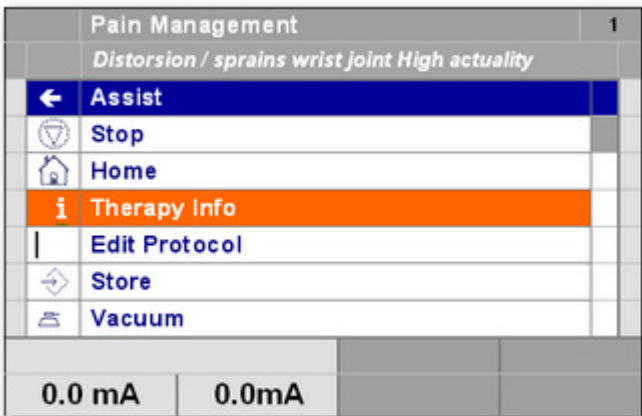 Pain Management 1
Distorsion / sprains wrist joint High actuality
Assist
Stop
Home
i Therapy Info
Edit Protocol
Store
Vacuum
0.0 mA 0.0mA